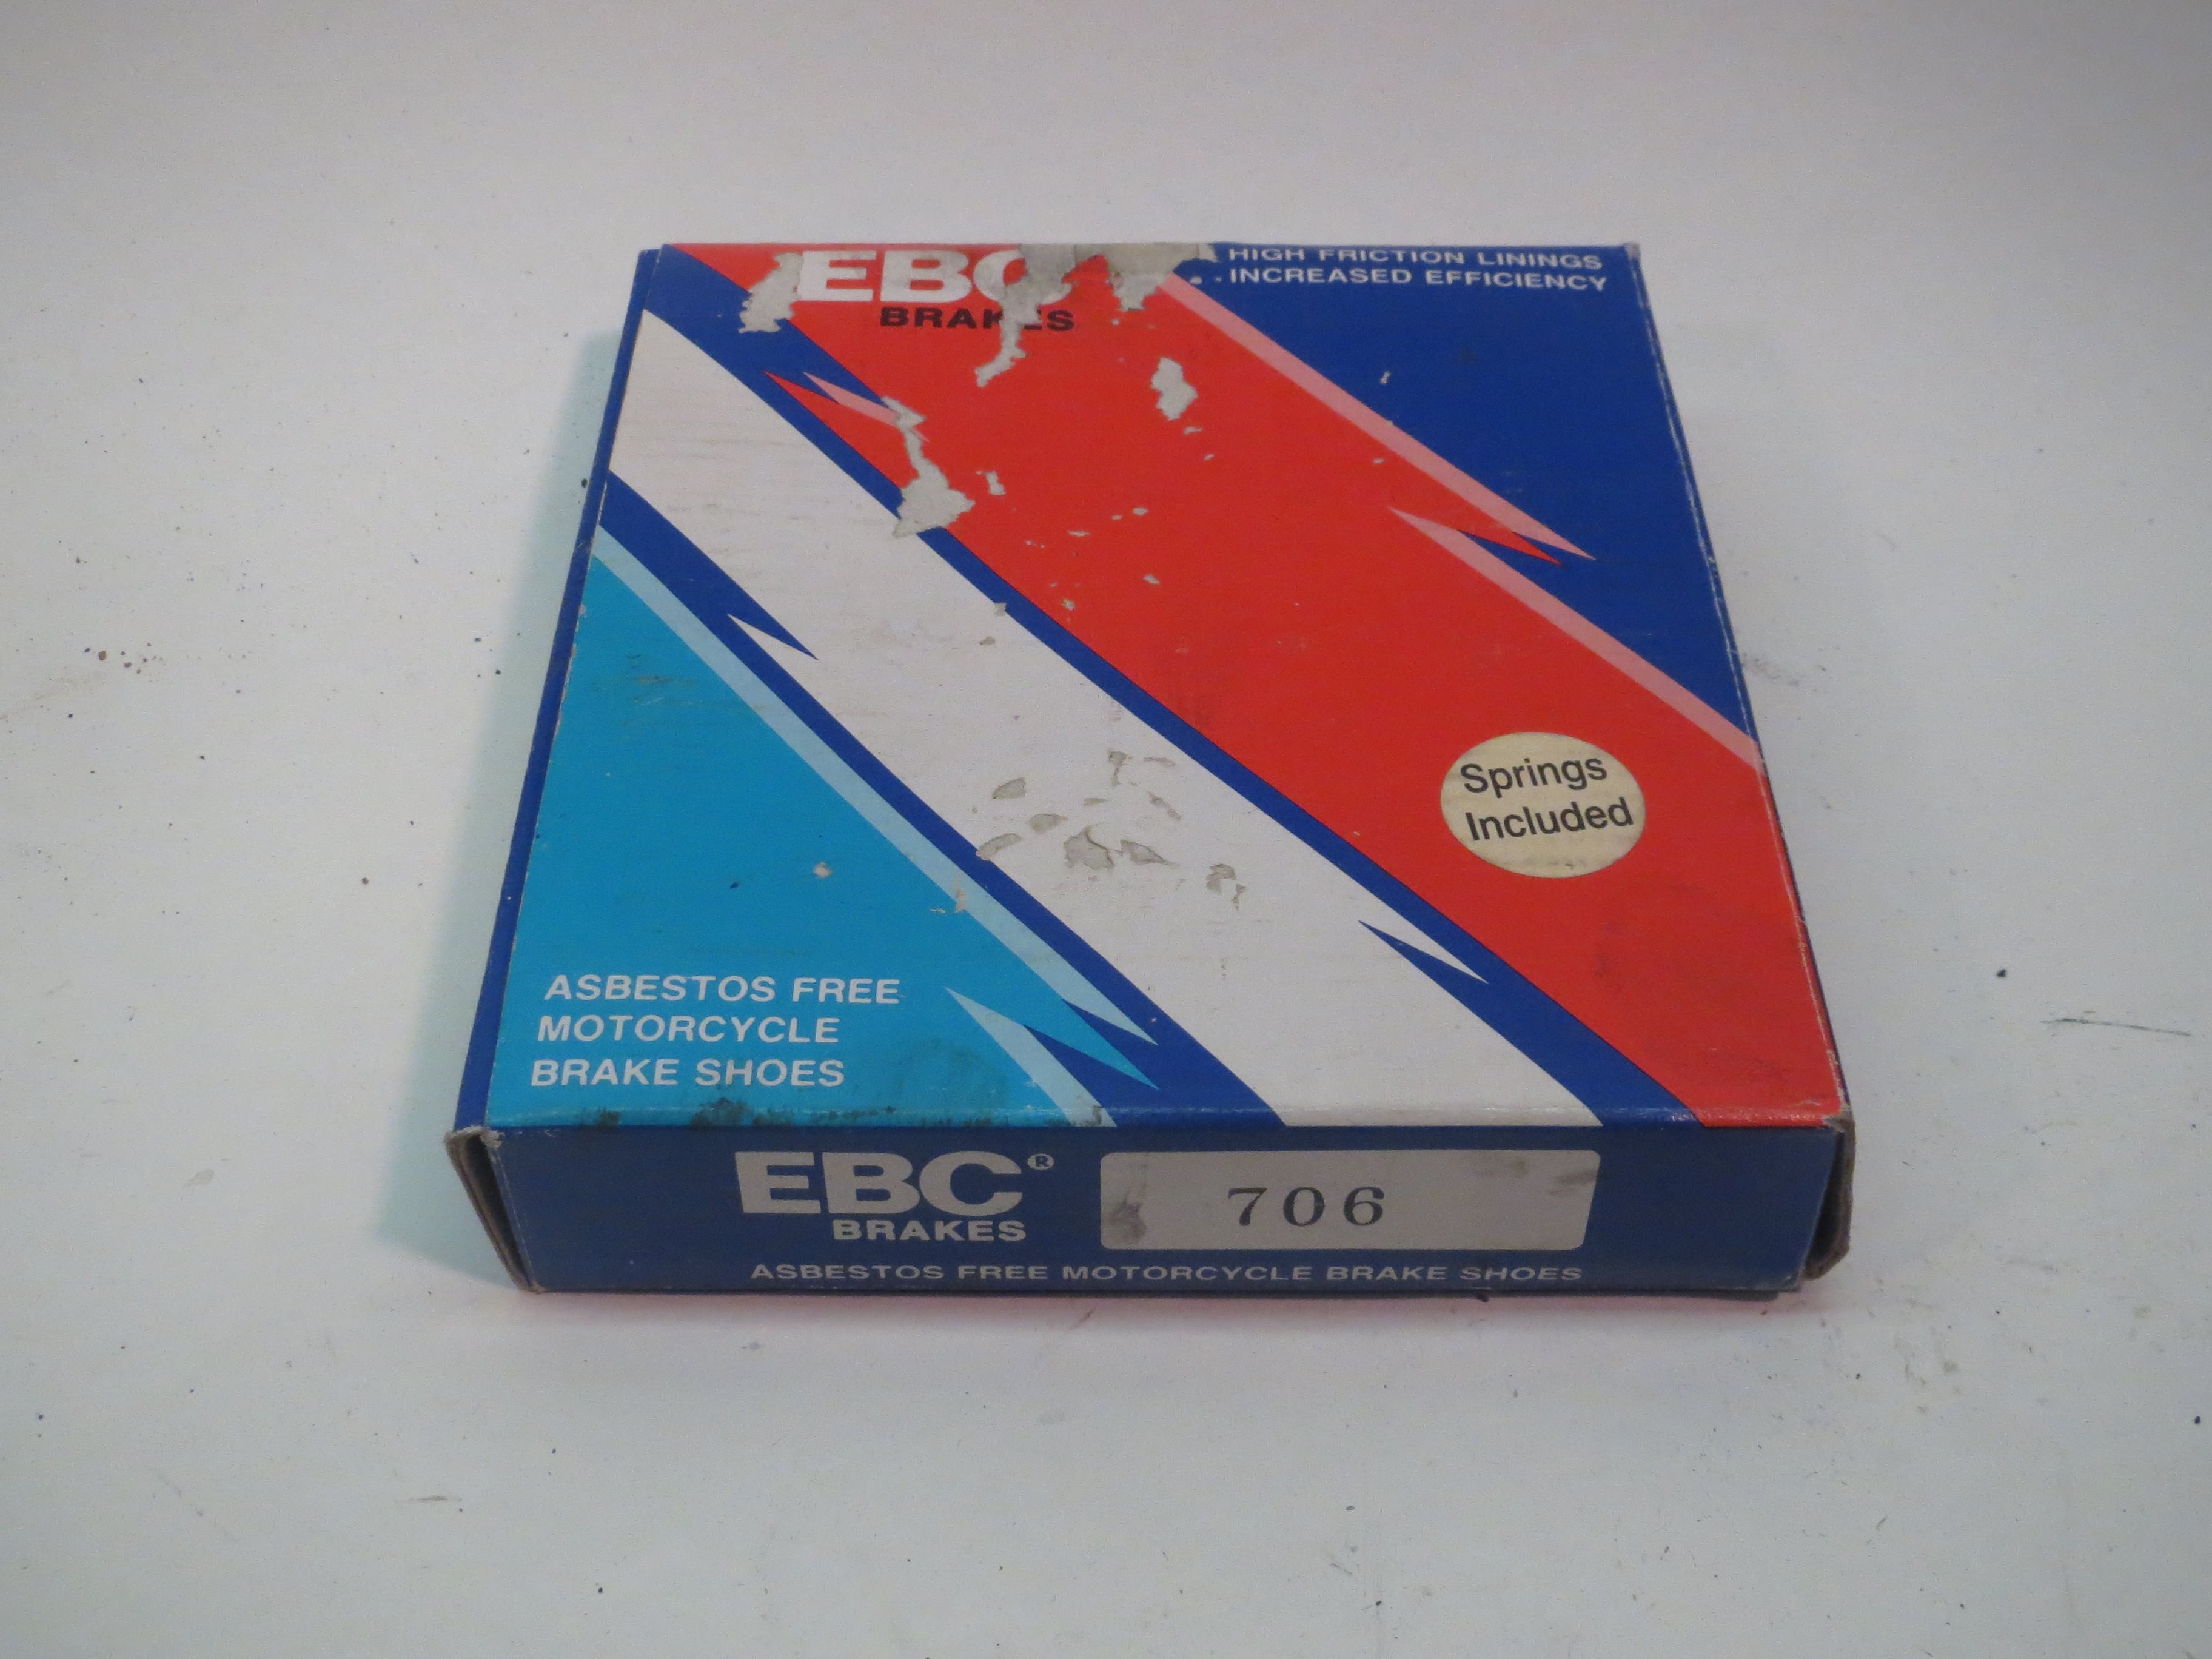 EBC
BRAKES
HIGH FRICTION LININGS
..INCREASED EFFICIENCY
Springs
Included
ASBESTOS FREE
MOTORCYCLE
BRAKE SHOES
EBC®
BRAKES
706
ASBESTOS FREE MOTORCYCLE BRAKE SHOES